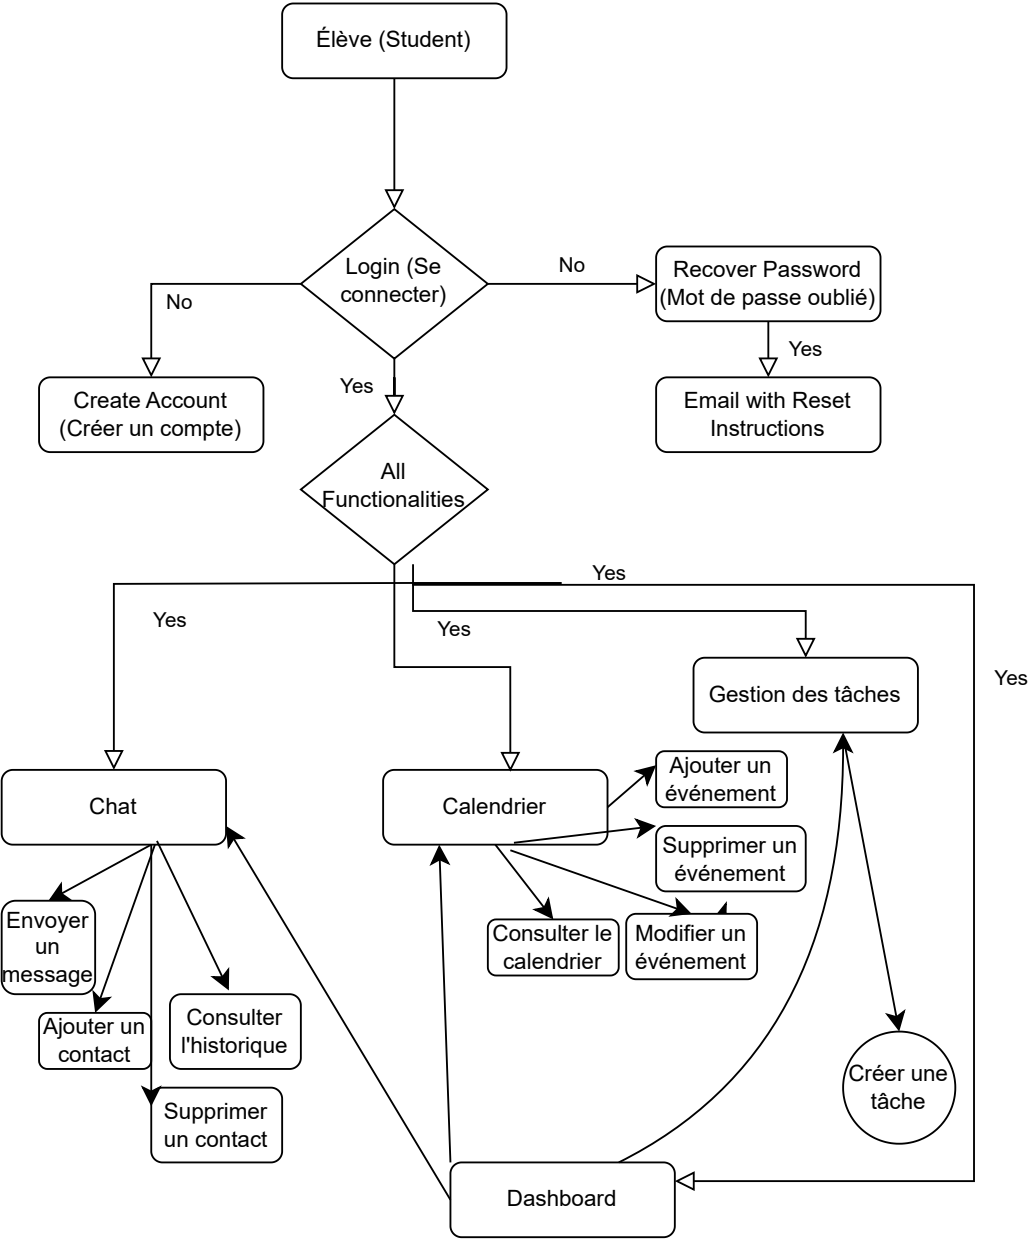 Élève (Student)
Login (Se
connecter)
No
No
Recover Password
(Mot de passe oublié)
Yes
Yes
Create Account
(Créer un compte)
Email with Reset
Instructions
All
Functionalities
Yes
Yes
Yes
Yes
Gestion des tâches
Chat
Calendrier
Ajouter un
événement
Supprimer un
événement
Consulter le
calendrier
Modifier un
événement
Envoyer
un
message
Ajouter un
contact
Consulter
l'historique
Supprimer
un contact
Créer une
tâche
Dashboard